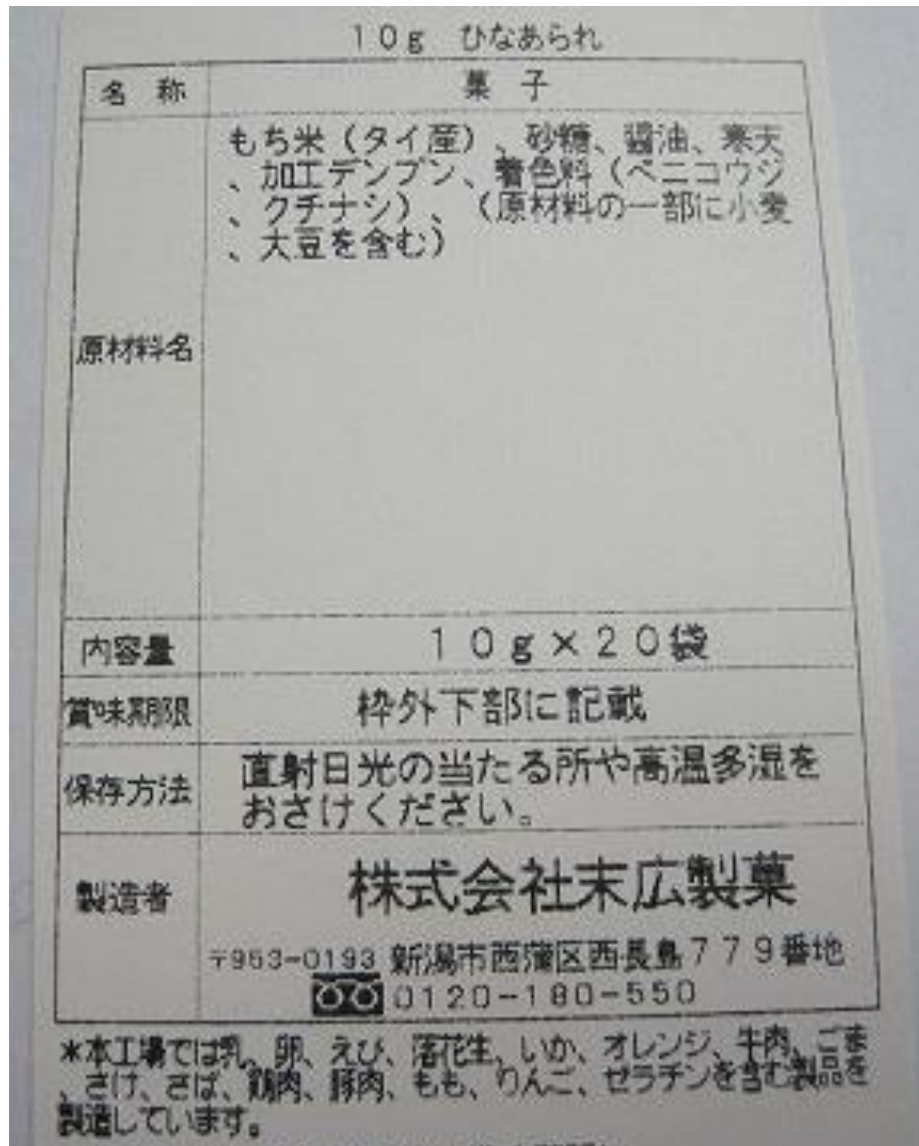 10g ひなあられ
名 称 菓 子
原材料名 もち米(タイ産)、砂糖、醤油、寒天
、加工デンプン、着色料(ベニコウジ
、クチナシ)、(原材料の一部に小麦
、大豆を含む)
内容量 10g×20袋
賞味期限 枠外下部に記載
保存方法 直射日光の当たる所や高温多湿を
おさけください。
製造者 株式会社末広製菓
〒953-0193 新潟市西蒲区西長島779番地
0120-180-550
*本工場では乳、卵、えび、落花生、いか、オレンジ、牛肉、ごま
、さけ、さば、鶏肉、豚肉、もも、りんご、ゼラチンを含む製品を
製造しています。